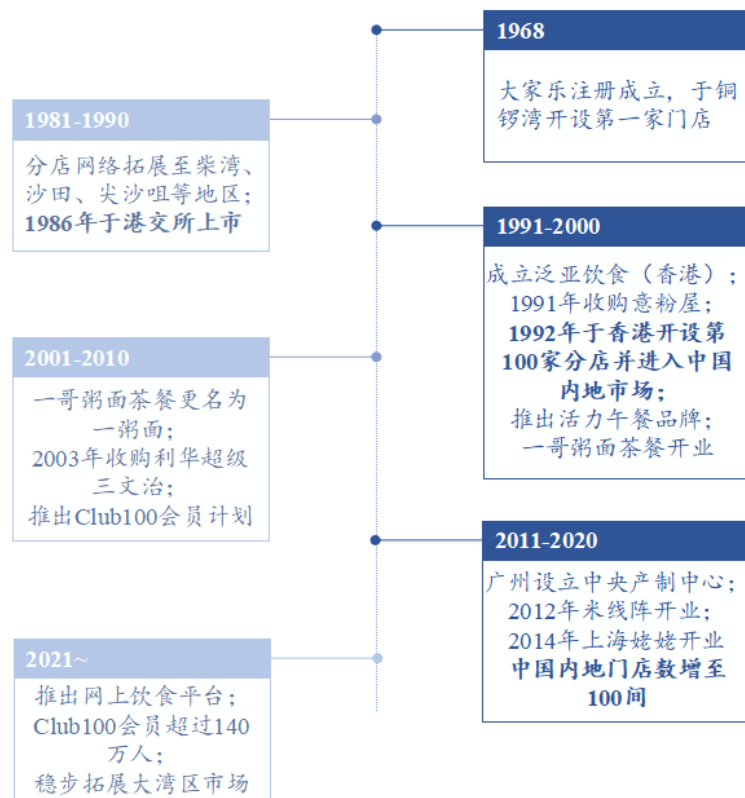 1968
大家乐注册成立，于铜
锣湾开设第一家门店
1981-1990
分店网络拓展至柴湾、
沙田、尖沙咀等地区；
1986年于港交所上市
1991-2000
成立泛亚饮食（香港）；
1991年收购意粉屋；
1992年于香港开设第
100家分店并进入中国
内地市场；
推出活力午餐品牌；
一哥粥面茶餐开业
2001-2010
一哥粥面茶餐更名为
一粥面；
2003年收购利华超级
三文治；
推出Club100会员计划
2011-2020
广州设立中央产制中心；
2012年米线阵开业；
2014年上海姥姥开业
中国内地门店数增至
100间
2021~
推出网上饮食平台；
Club100会员超过140
万人；
稳步拓展大湾区市场